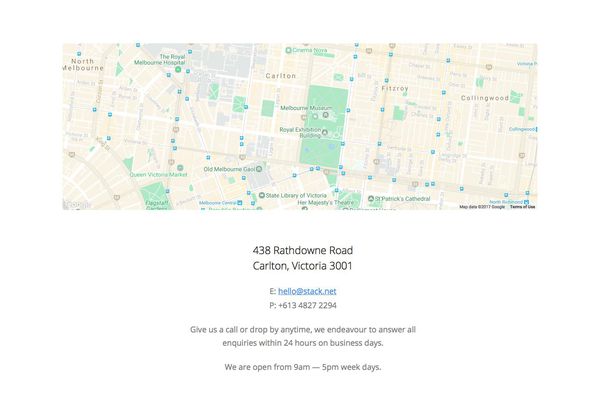 Cinema Nova
The Royal
Melbourne Hospital
North
Melbourne
Carlton
Fitzroy
Collingwood
Melbourne Museum
Royal Exhibition
Building
Collingwood
Queen Victoria Market
Old Melbourne Gaol
Flagstaff
Gardens
State Library of Victoria
Melbourne Central
Her Majesty's Theatre
St Patrick's Cathedral
North Richmond
Map data ©2017 Google Terms of Use
438 Rathdowne Road
Carlton, Victoria 3001
E: hello@stack.net
P: +613 4827 2294
Give us a call or drop by anytime, we endeavour to answer all
enquiries within 24 hours on business days.
We are open from 9am — 5pm week days.